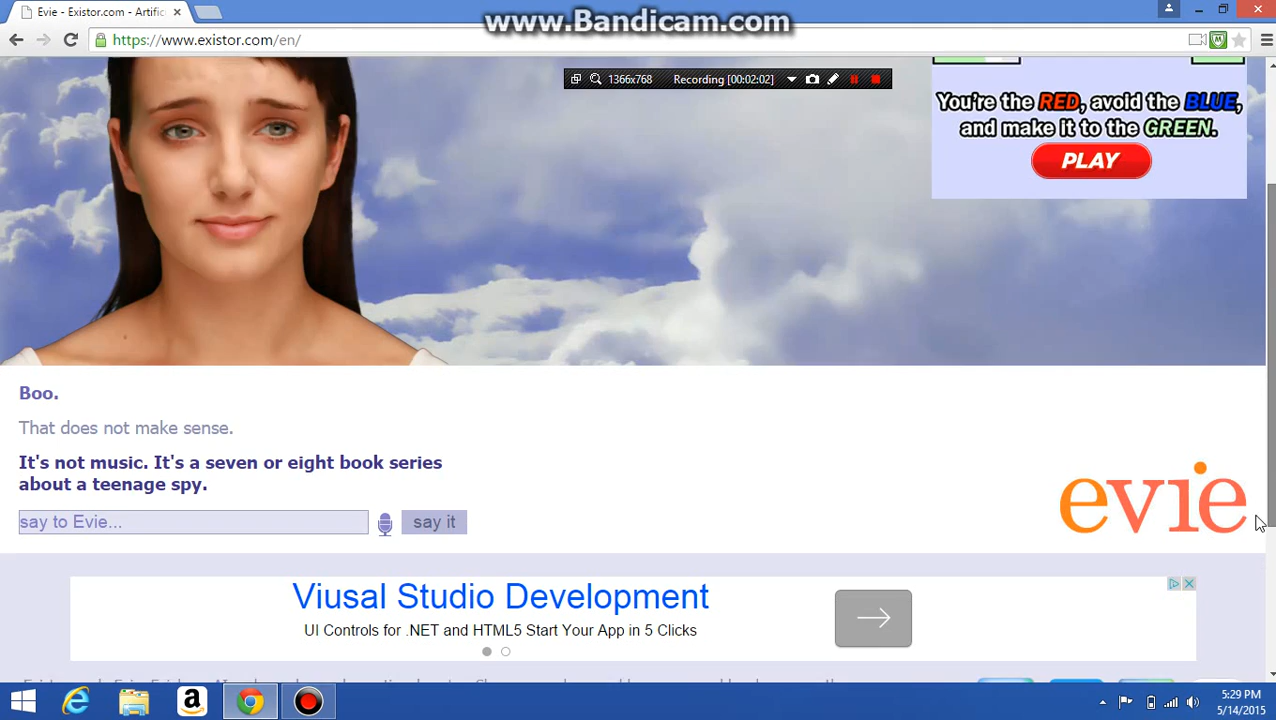 Evie - Existor.com - Artific
www.Bandicam.com
https://www.existor.com/en/
1366x768 Recording [00:02:02]
You're the RED, avoid the BLUE,
and make it to the GREEN.
PLAY
Boo.
That does not make sense.
It's not music. It's a seven or eight book series
about a teenage spy.
say to Evie...
say it
evie
Viusal Studio Development
UI Controls for .NET and HTML5 Start Your App in 5 Clicks
5:29 PM
5/14/2015